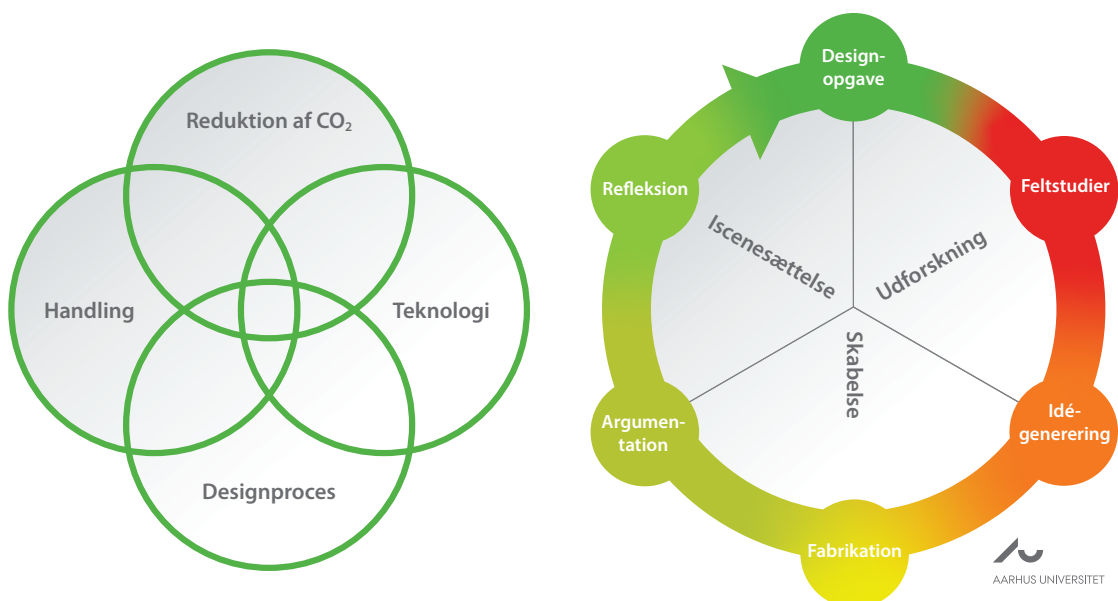 Reduktion af CO₂
Handling
Teknologi
Designproces
Design-
opgave
Feltstudier
Idé-
generering
Fabrikation
Argumen-
tation
Refleksion
Iscenesættelse
Udforskning
Skabelse
AARHUS UNIVERSITET